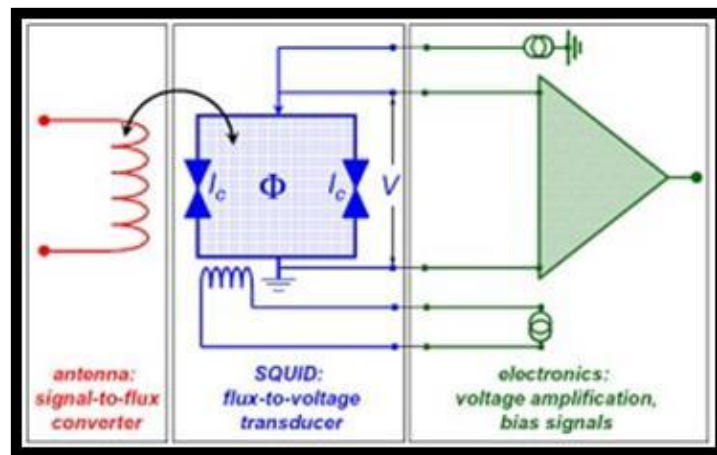 I_c Φ I_c V
antenna:
signal-to-flux
converter
SQUID:
flux-to-voltage
transducer
electronics:
voltage amplification,
bias signals